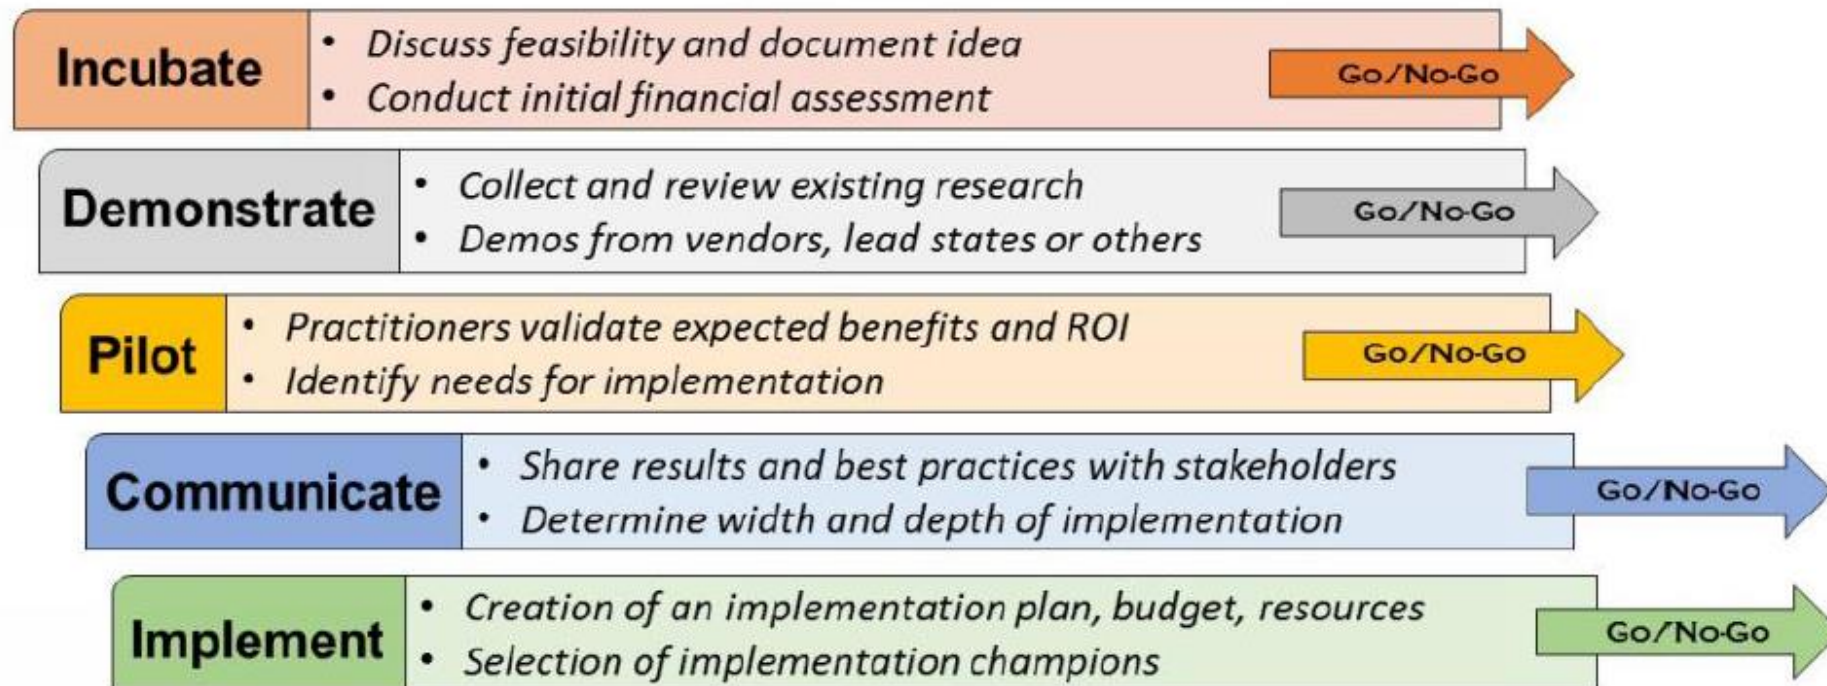 Incubate
• Discuss feasibility and document idea
• Conduct initial financial assessment
Go/No-Go
Demonstrate
• Collect and review existing research
• Demos from vendors, lead states or others
Go/No-Go
Pilot
• Practitioners validate expected benefits and ROI
• Identify needs for implementation
Go/No-Go
Communicate
• Share results and best practices with stakeholders
• Determine width and depth of implementation
Go/No-Go
Implement
• Creation of an implementation plan, budget, resources
• Selection of implementation champions
Go/No-Go